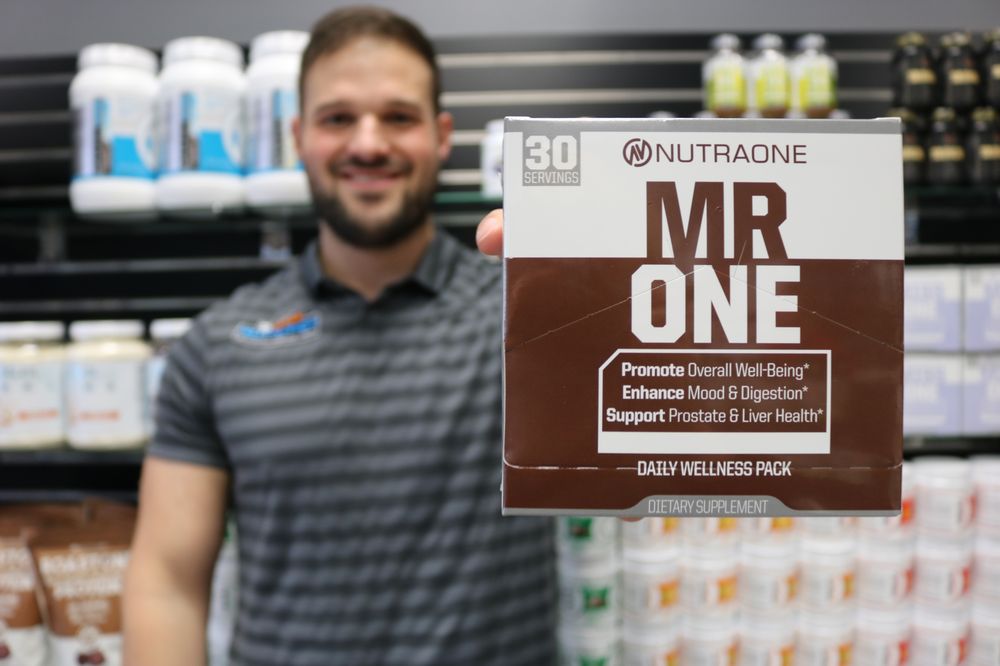 30
SERVINGS
NUTRAONE
MR
ONE
Promote Overall Well-Being*
Enhance Mood & Digestion*
Support Prostate & Liver Health*
DAILY WELLNESS PACK
DIETARY SUPPLEMENT